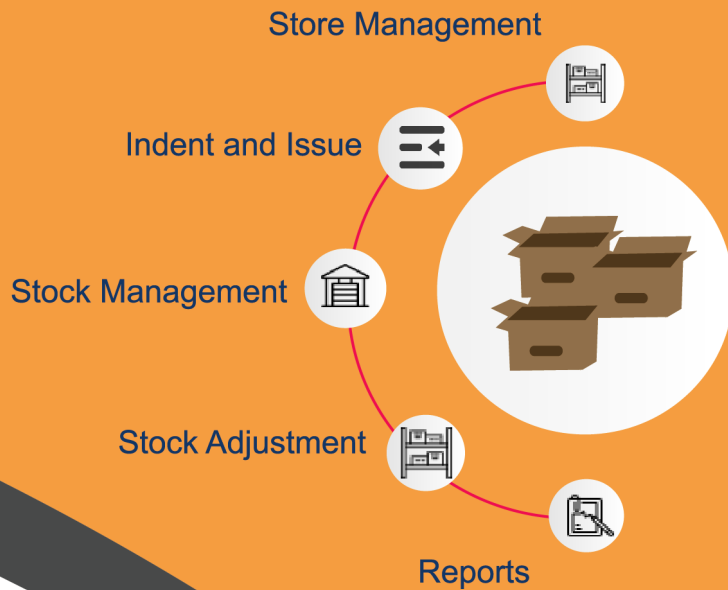 Store Management
Indent and Issue
Stock Management
Stock Adjustment
Reports